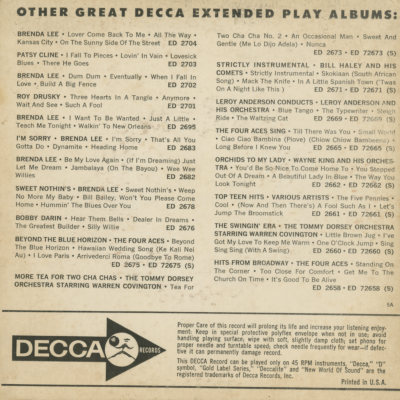 OTHER GREAT DECCA EXTENDED PLAY ALBUMS:
BRENDA LEE • Lover Come Back To Me • All The Way •
Kansas City • On The Sunny Side Of The Street ED 2704
PATSY CLINE • I Fall To Pieces • Lovin' In Vain • Lovesick
Blues • There He Goes ED 2703
BRENDA LEE • Dum Dum • Eventually • When I Fall In
Love • Build A Big Fence ED 2702
ROY DRUSKY • Three Hearts In A Tangle • Anymore •
Wait And See • Such A Fool ED 2701
BRENDA LEE • I Want To Be Wanted • Just A Little •
Teach Me Tonight • Walkin' To New Orleans ED 2695
I'M SORRY • BRENDA LEE • I'm Sorry • That's All You
Gotta Do • Dynamite • Heading Home ED 2683
BRENDA LEE • Be My Love Again • (If I'm Dreaming) Just
Let Me Dream • Jambalaya (On the Bayou) • Wee Wee
Willies ED 2682
SWEET NOTHIN'S • BRENDA LEE • Sweet Nothin's • Weep
No More My Baby • Bill Bailey, Won't You Please Come
Home • Hummin' The Blues Over You ED 2678
BOBBY DARIN • Hear Them Bells • Dealer In Dreams •
The Greatest Builder • Silly Willie ED 2676
BEYOND THE BLUE HORIZON • THE FOUR ACES • Beyond
The Blue Horizon • Hawaiian Wedding Song (Ke Kali Nei
Au) • I Love Paris • Arrivederci Roma (Goodbye To Rome)
ED 2675 • ED 72675 (S)
MORE TEA FOR TWO CHA CHAS • THE TOMMY DORSEY
ORCHESTRA STARRING WARREN COVINGTON • Tea For
Two Cha Cha No. 2 • An Occasional Man • Sweet And
Gentle (Me Lo Dijo Adela) • Nunca
ED 2673 • ED 72673 (S)
STRICTLY INSTRUMENTAL • BILL HALEY AND HIS
COMETS • Strictly Instrumental • Skokiaan (South African
Song) • Mack The Knife • In A Little Spanish Town ('Twas
On A Night Like This) ED 2671 • ED 72671 (S)
LEROY ANDERSON CONDUCTS • LEROY ANDERSON AND
HIS ORCHESTRA • Blue Tango • The Typewriter • Sleigh
Ride • The Waltzing Cat ED 2669 • ED 72669 (S)
THE FOUR ACES SING • Till There Was You • Small World
• Ciao Ciao Bambina (Piove) (Chiow Chiow Bambeena) •
Long Before I Knew You ED 2665 • ED 72665 (S)
ORCHIDS TO MY LADY • WAYNE KING AND HIS ORCHES-
TRA • You'd Be So Nice To Come Home To • You Stepped
Out Of A Dream • A Beautiful Lady In Blue • The Way You
Look Tonight ED 2662 • ED 72662 (S)
TOP TEEN HITS • VARIOUS ARTISTS • The Five Pennies •
Cool • (Now And Then There's) A Fool Such As I • Let's
Jump The Broomstick ED 2661 • ED 72661 (S)
THE SWINGIN' ERA • THE TOMMY DORSEY ORCHESTRA
STARRING WARREN COVINGTON • Little Brown Jug • I've
Got My Love To Keep Me Warm • One O'Clock Jump • Sing
Sing Sing (With A Swing) ED 2660 • ED 72660 (S)
HITS FROM BROADWAY • THE FOUR ACES • Standing On
The Corner • Too Close For Comfort • Get Me To The
Church On Time • It's Good To Be Alive
ED 2658 • ED 72658 (S)
DECCA RECORDS
Proper Care of this record will prolong its life and increase your listening enjoy-
ment: Keep in special protective polyflex envelope when not in use; avoid
handling playing surface; wipe with soft, slightly damp cloth; set phono for
proper needle and turntable speed, check needle frequently for wear—if defec-
tive it can permanently damage record.
This DECCA Record can be played only on 45 RPM instruments. "Decca," "D"
symbol, "Gold Label Series," "Deccalite" and "New World Of Sound" are the
registered trademarks of Decca Records, Inc.
Printed in U.S.A.